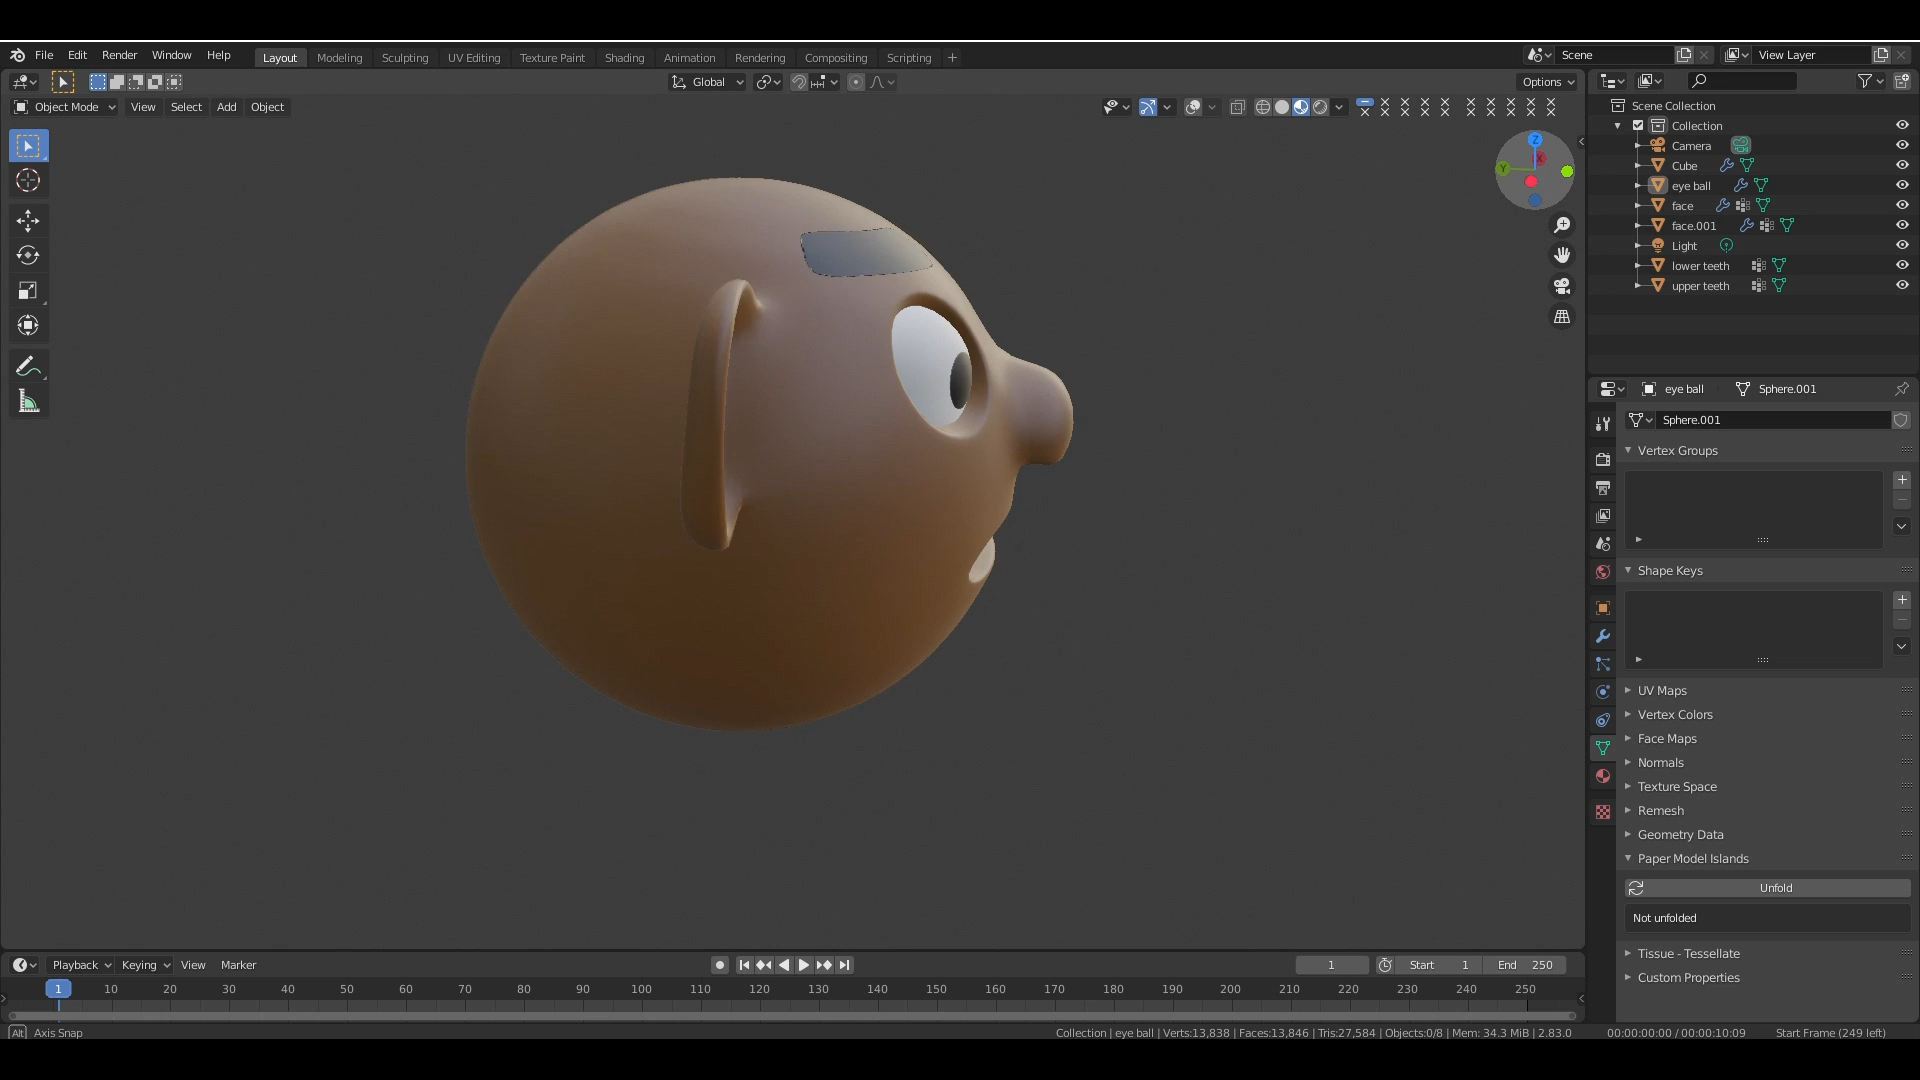 File Edit Render Window Help Layout Modeling Sculpting UV Editing Texture Paint Shading Animation Rendering Compositing Scripting + Scene View Layer
Global Options
Object Mode View Select Add Object
Z
X
Y
Scene Collection
Collection
Camera
Cube
eye ball
face
face.001
Light
lower teeth
upper teeth
eye ball Sphere.001
Sphere.001
Vertex Groups
Shape Keys
UV Maps
Vertex Colors
Face Maps
Normals
Texture Space
Remesh
Geometry Data
Paper Model Islands
Unfold
Not unfolded
Tissue - Tessellate
Custom Properties
Playback Keying View Marker 1 Start 1 End 250
1 10 20 30 40 50 60 70 80 90 100 110 120 130 140 150 160 170 180 190 200 210 220 230 240 250
Alt Axis Snap Collection | eye ball | Verts:13,838 | Faces:13,846 | Tris:27,584 | Objects:0/8 | Mem: 34.3 MiB | 2.83.0 00:00:00:00 / 00:00:10:09 Start Frame (249 left)